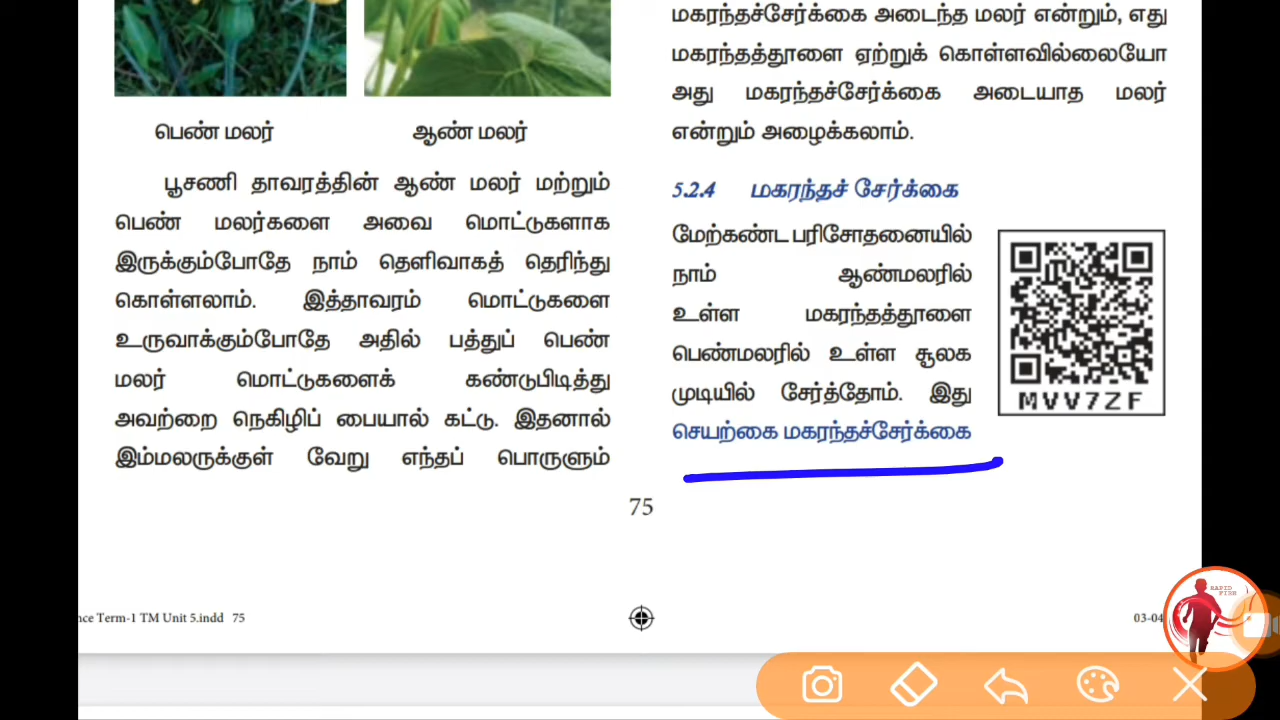 பெண் மலர்
ஆண் மலர்
பூசணி தாவரத்தின் ஆண் மலர் மற்றும்
பெண் மலர்களை அவை மொட்டுகளாக
இருக்கும்போதே நாம் தெளிவாகத் தெரிந்து
கொள்ளலாம். இத்தாவரம் மொட்டுகளை
உருவாக்கும்போதே அதில் பத்துப் பெண்
மலர் மொட்டுகளைக் கண்டுபிடித்து
அவற்றை நெகிழிப் பையால் கட்டு. இதனால்
இம்மலருக்குள் வேறு எந்தப் பொருளும்
மகரந்தச்சேர்க்கை அடைந்த மலர் என்றும், எது
மகரந்தத்தூளை ஏற்றுக் கொள்ளவில்லையோ
அது மகரந்தச்சேர்க்கை அடையாத மலர்
என்றும் அழைக்கலாம்.
5.2.4 மகரந்தச் சேர்க்கை
மேற்கண்ட பரிசோதனையில்
நாம் ஆண்மலரில்
உள்ள மகரந்தத்தூளை
பெண்மலரில் உள்ள சூலக
முடியில் சேர்த்தோம். இது
செயற்கை மகரந்தச்சேர்க்கை
MVV7ZF
75
nce Term-1 TM Unit 5.indd 75
03-04
RAPID